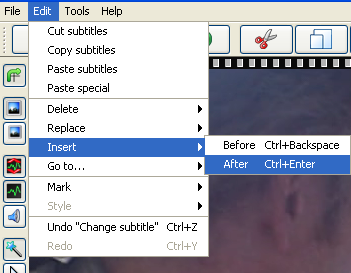 File Edit Tools Help
Cut subtitles
Copy subtitles
Paste subtitles
Paste special
Delete
Replace
Insert
Before Ctrl+Backspace
After Ctrl+Enter
Go to...
Mark
Style
Undo "Change subtitle" Ctrl+Z
Redo Ctrl+Y